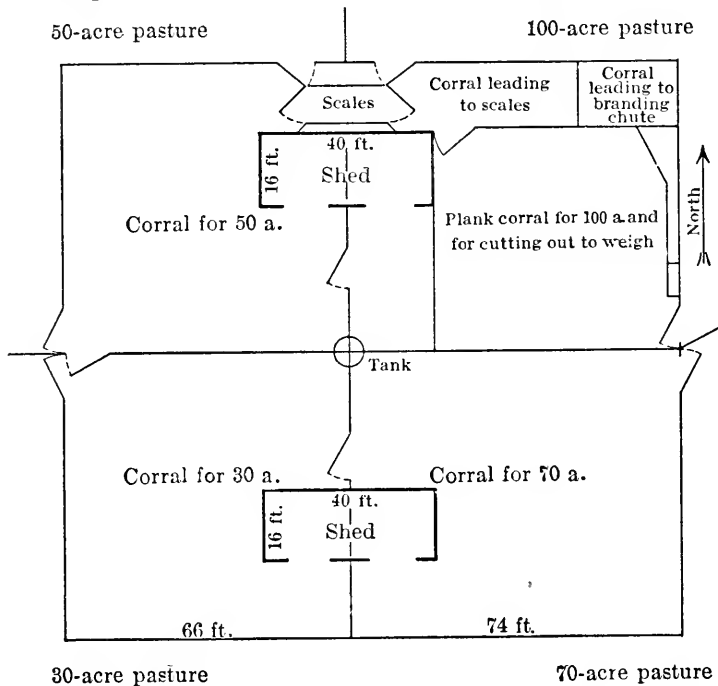 50-acre pasture
100-acre pasture
Scales
Corral leading
to scales
Corral
leading to
branding
chute
40 ft.
16 ft.
Shed
Corral for 50 a.
Plank corral for 100 a. and
for cutting out to weigh
North
Tank
Corral for 30 a.
Corral for 70 a.
40 ft.
16 ft.
Shed
66 ft.
74 ft.
30-acre pasture
70-acre pasture